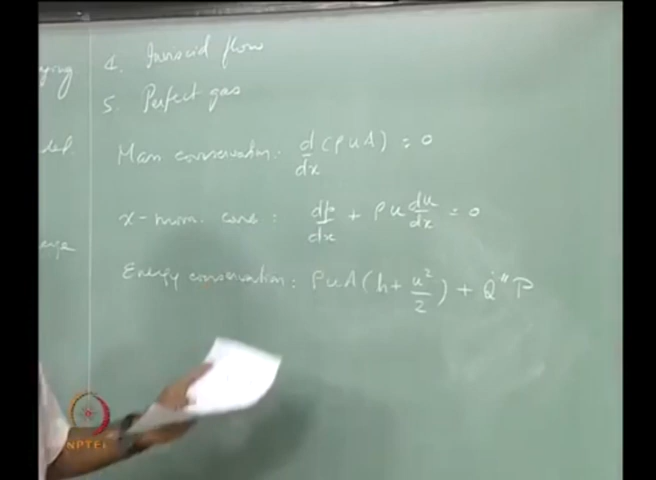 4. Inviscid flow
5. Perfect gas
Mass conservation: d/dx (ρuA) = 0
x-mom. cons: dp/dx + ρu du/dx = 0
Energy conservation: ρuA(h + u²/2) + Q̇" P
NPTEL